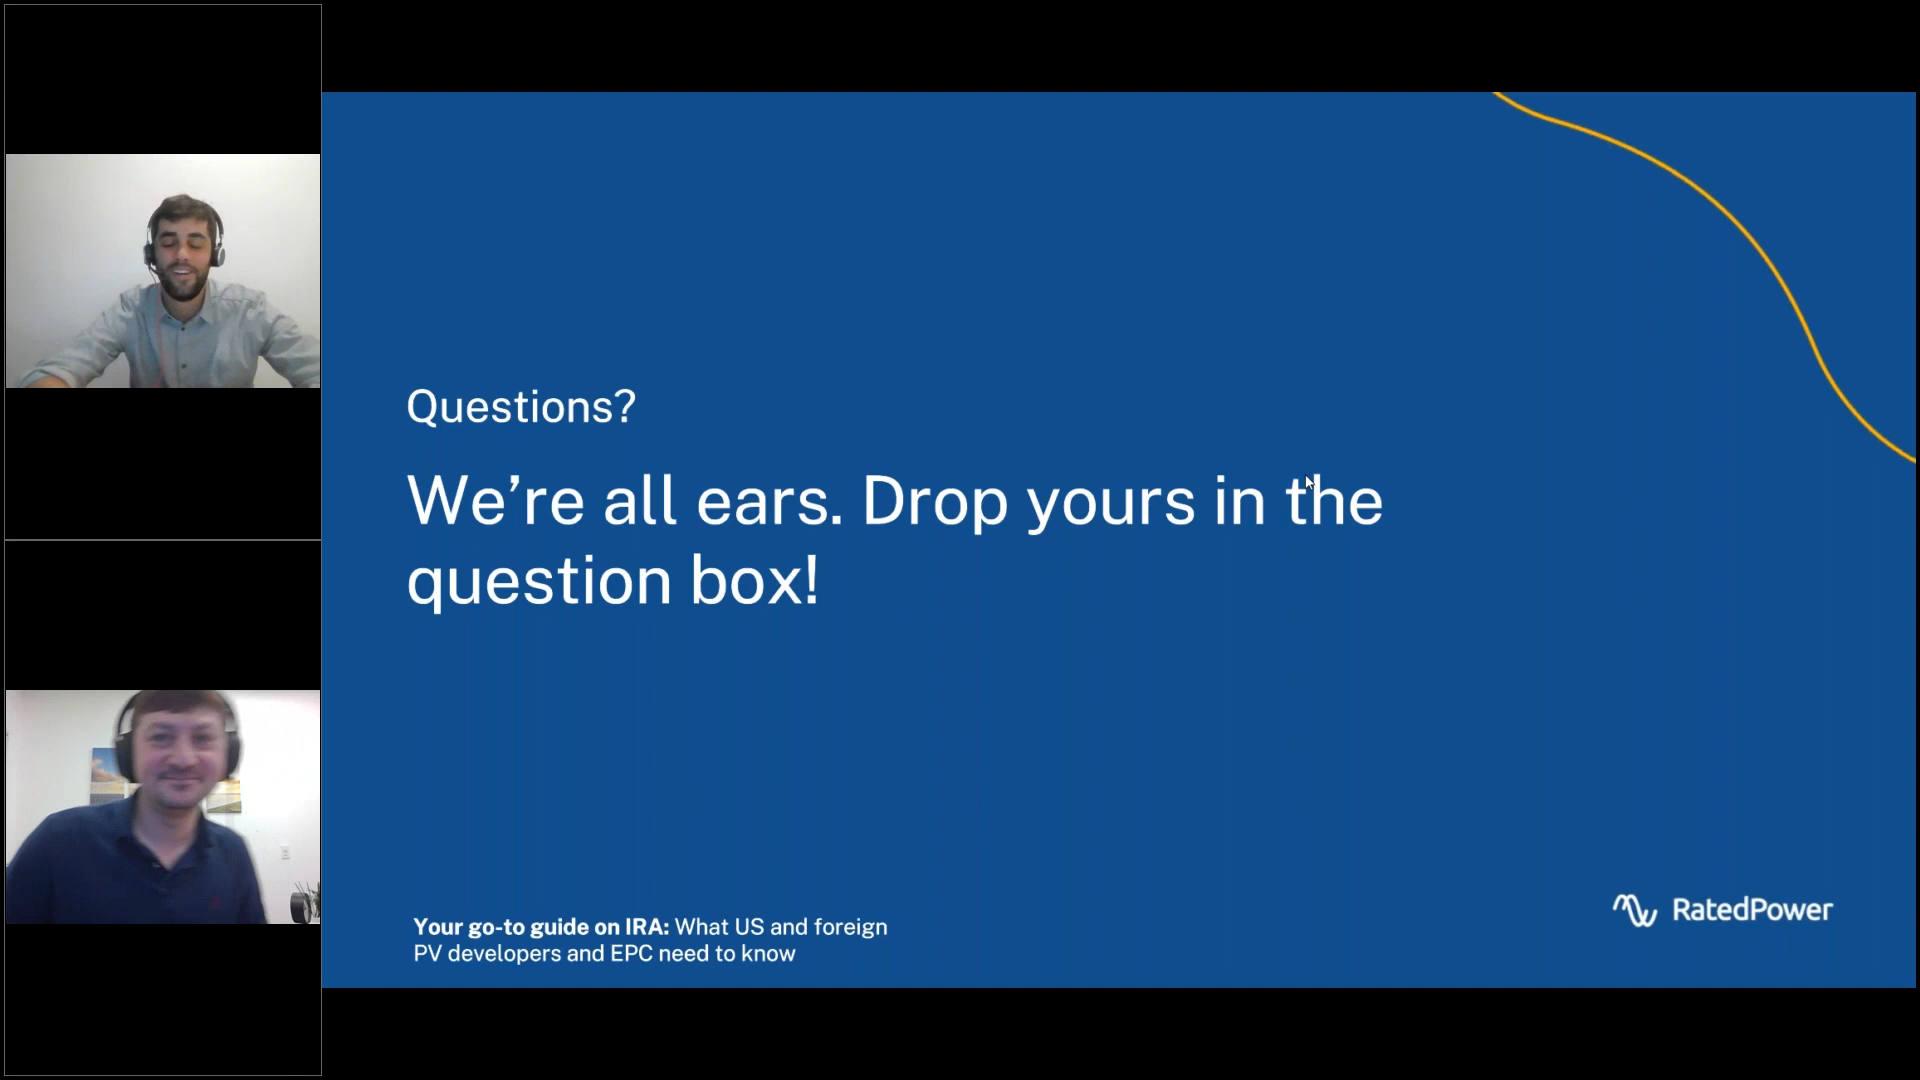 Questions?
We’re all ears. Drop yours in the
question box!
Your go-to guide on IRA: What US and foreign
PV developers and EPC need to know
RatedPower